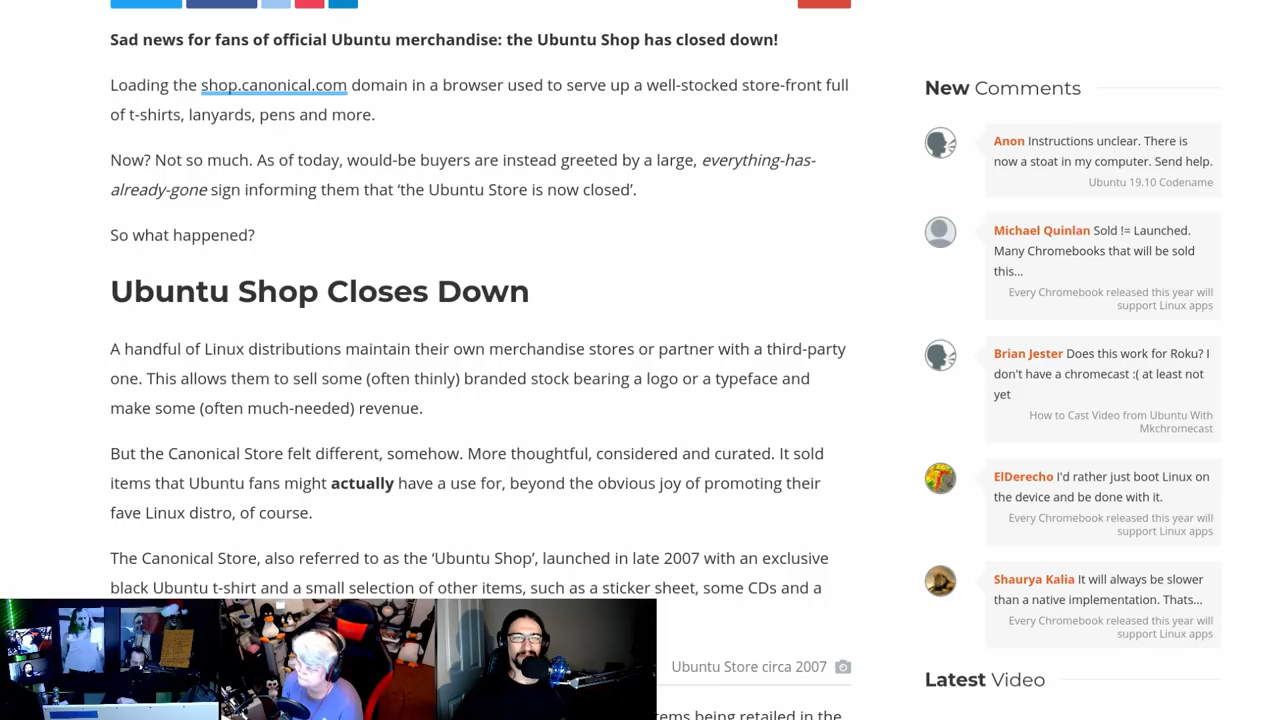 Sad news for fans of official Ubuntu merchandise: the Ubuntu Shop has closed down!
Loading the shop.canonical.com domain in a browser used to serve up a well-stocked store-front full
of t-shirts, lanyards, pens and more.
Now? Not so much. As of today, would-be buyers are instead greeted by a large, everything-has-
already-gone sign informing them that ‘the Ubuntu Store is now closed’.
So what happened?
Ubuntu Shop Closes Down
A handful of Linux distributions maintain their own merchandise stores or partner with a third-party
one. This allows them to sell some (often thinly) branded stock bearing a logo or a typeface and
make some (often much-needed) revenue.
But the Canonical Store felt different, somehow. More thoughtful, considered and curated. It sold
items that Ubuntu fans might actually have a use for, beyond the obvious joy of promoting their
fave Linux distro, of course.
The Canonical Store, also referred to as the ‘Ubuntu Shop’, launched in late 2007 with an exclusive
black Ubuntu t-shirt and a small selection of other items, such as a sticker sheet, some CDs and a
Ubuntu Store circa 2007
being retailed in the
New Comments
Anon Instructions unclear. There is
now a stoat in my computer. Send help.
Ubuntu 19.10 Codename
Michael Quinlan Sold != Launched.
Many Chromebooks that will be sold
this...
Every Chromebook released this year will
support Linux apps
Brian Jester Does this work for Roku? I
don't have a chromecast :( at least not
yet
How to Cast Video from Ubuntu With
Mkchromecast
ElDerecho I'd rather just boot Linux on
the device and be done with it.
Every Chromebook released this year will
support Linux apps
Shaurya Kalia It will always be slower
than a native implementation. Thats...
Every Chromebook released this year will
support Linux apps
Latest Video